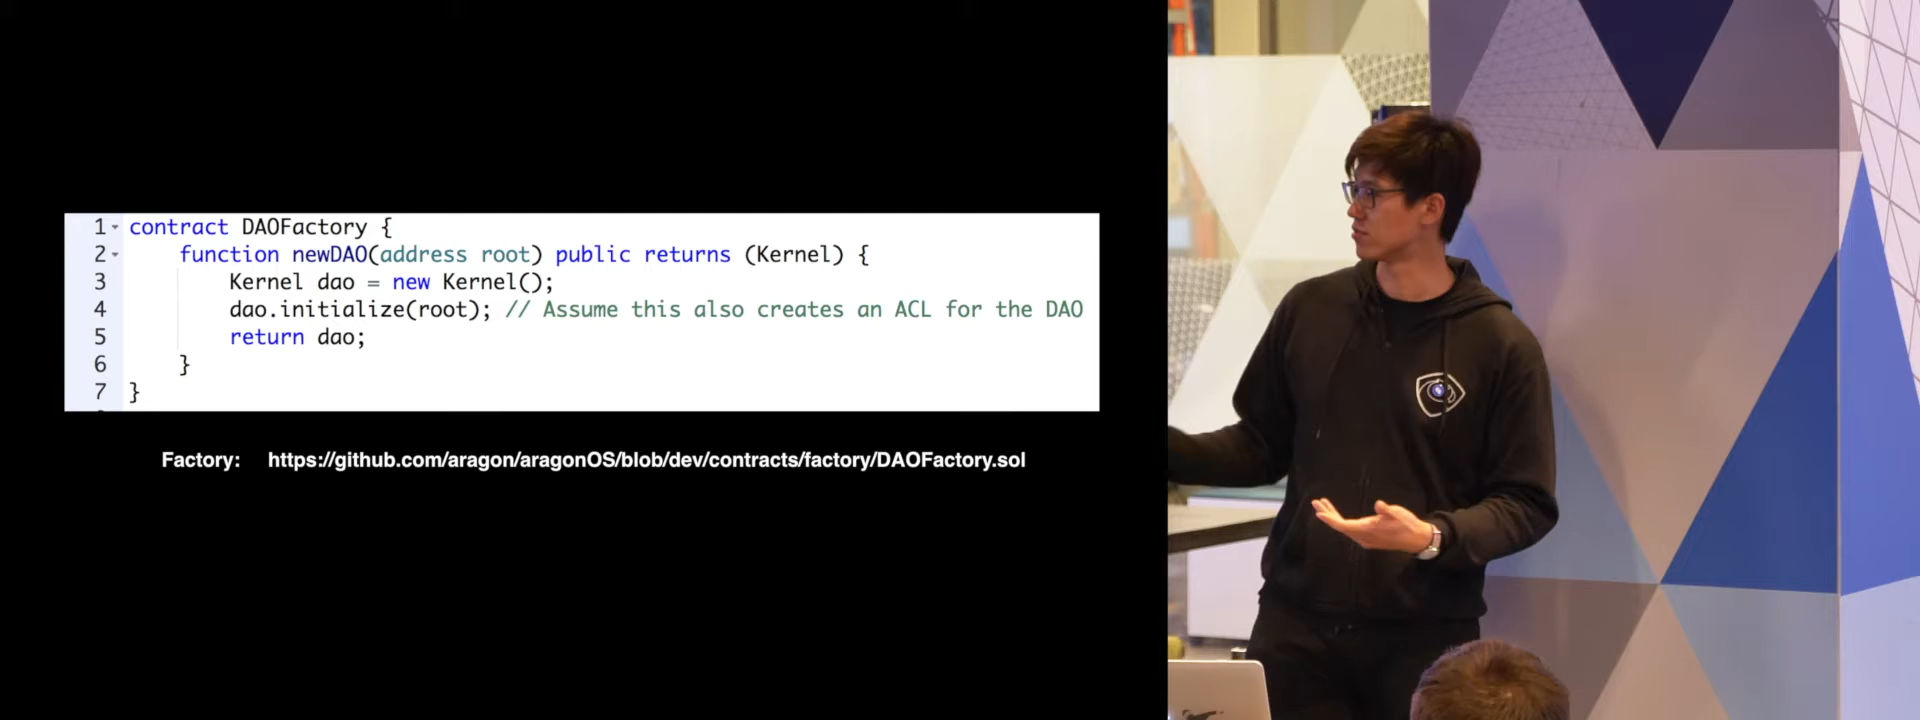 1 contract DAOFactory {
2 function newDAO(address root) public returns (Kernel) {
3 Kernel dao = new Kernel();
4 dao.initialize(root); // Assume this also creates an ACL for the DAO
5 return dao;
6 }
7 }
Factory: https://github.com/aragon/aragonOS/blob/dev/contracts/factory/DAOFactory.sol